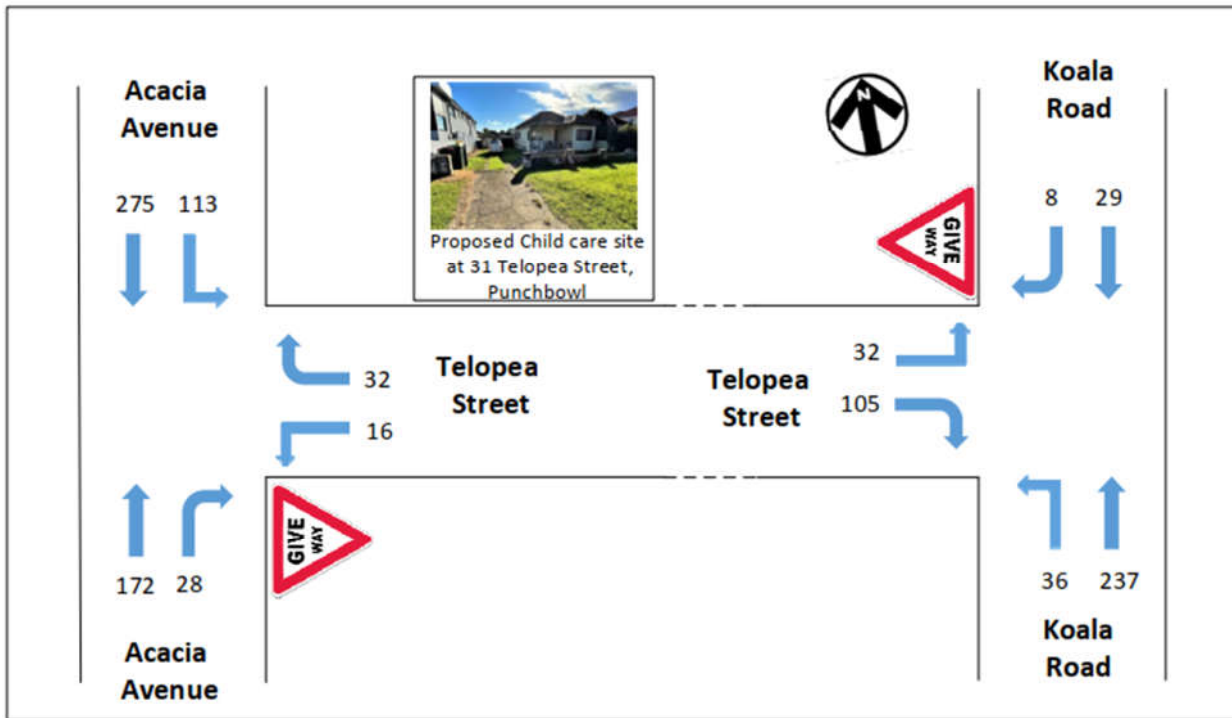 Acacia
Avenue
Koala
Road
N
275 113
8 29
GIVE
WAY
Proposed Child care site
at 31 Telopea Street,
Punchbowl
32
Telopea
Street
16
32
Telopea
Street
105
GIVE
WAY
172 28
36 237
Acacia
Avenue
Koala
Road